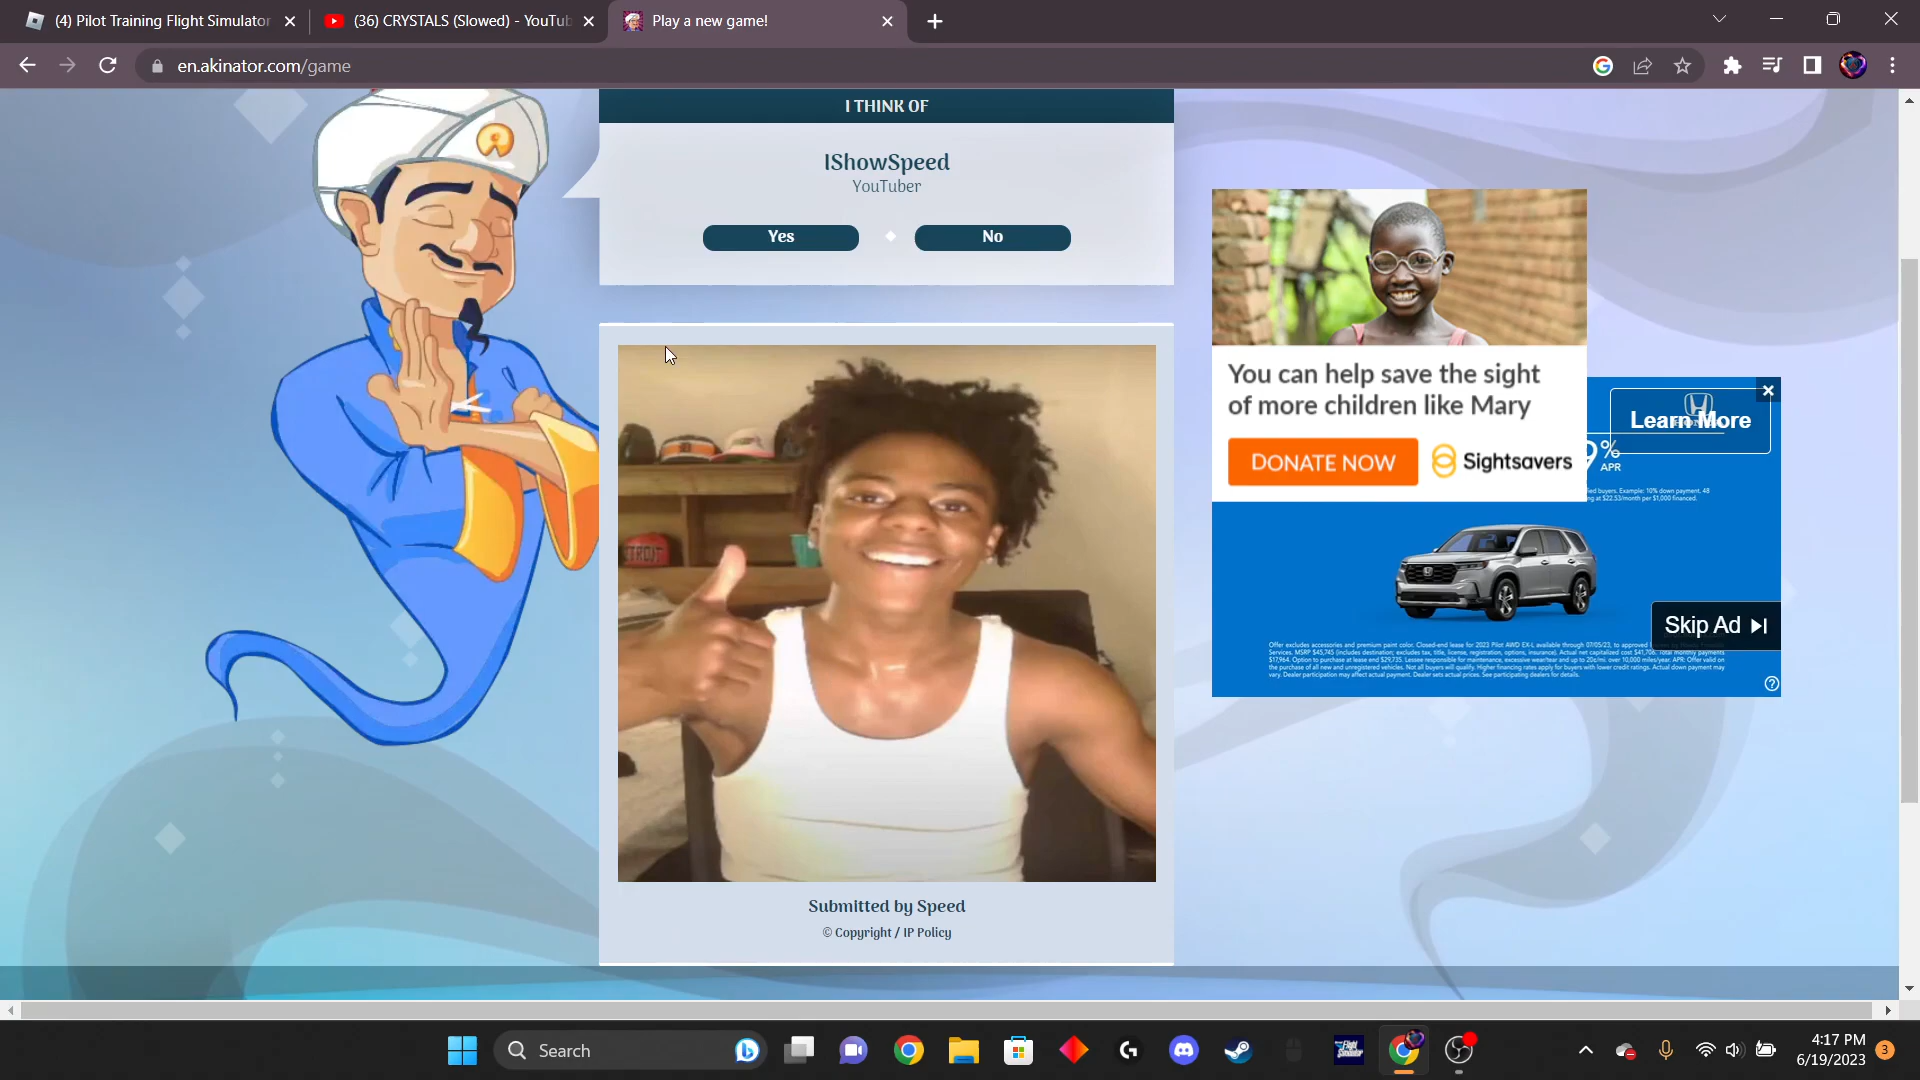 (4) Pilot Training Flight Simulator
(36) CRYSTALS (Slowed) - YouTub
Play a new game!
en.akinator.com/game
I THINK OF
IShowSpeed
YouTuber
Yes
No
You can help save the sight
of more children like Mary
DONATE NOW
Sightsavers
Learn More
9%
APR
Skip Ad
Submitted by Speed
© Copyright / IP Policy
Search
4:17 PM
6/19/2023
3